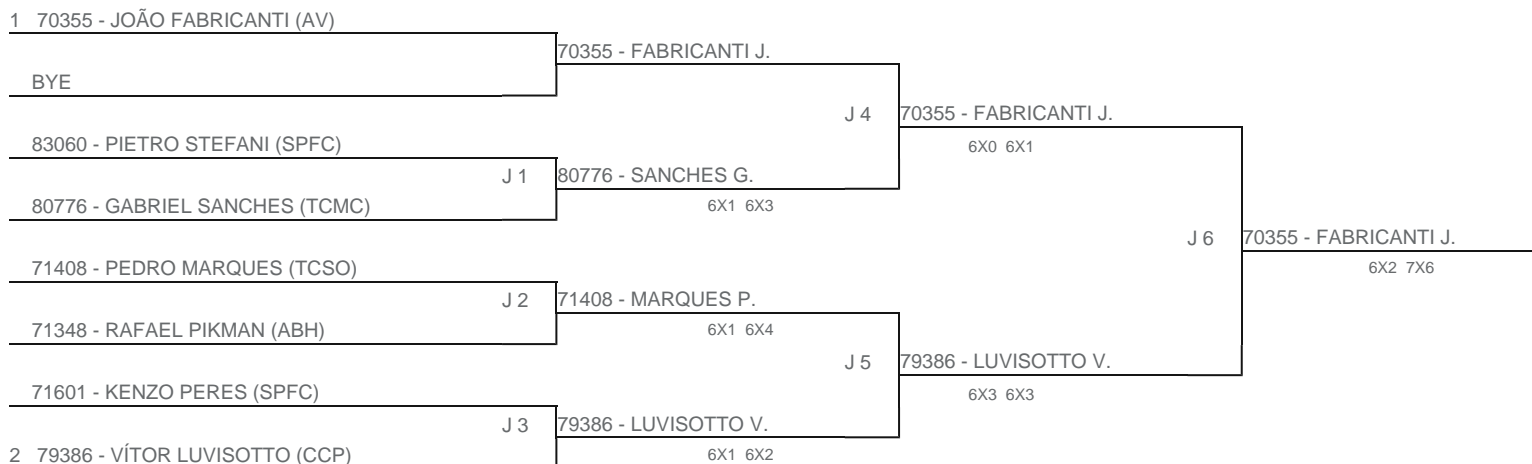 1 70355 - JOÃO FABRICANTI (AV)
70355 - FABRICANTI J.
BYE
J 4 70355 - FABRICANTI J.
6X0 6X1
83060 - PIETRO STEFANI (SPFC)
J 1 80776 - SANCHES G.
6X1 6X3
80776 - GABRIEL SANCHES (TCMC)
J 6 70355 - FABRICANTI J.
6X2 7X6
71408 - PEDRO MARQUES (TCSO)
J 2 71408 - MARQUES P.
6X1 6X4
71348 - RAFAEL PIKMAN (ABH)
J 5 79386 - LUVISOTTO V.
6X3 6X3
71601 - KENZO PERES (SPFC)
J 3 79386 - LUVISOTTO V.
6X1 6X2
2 79386 - VÍTOR LUVISOTTO (CCP)